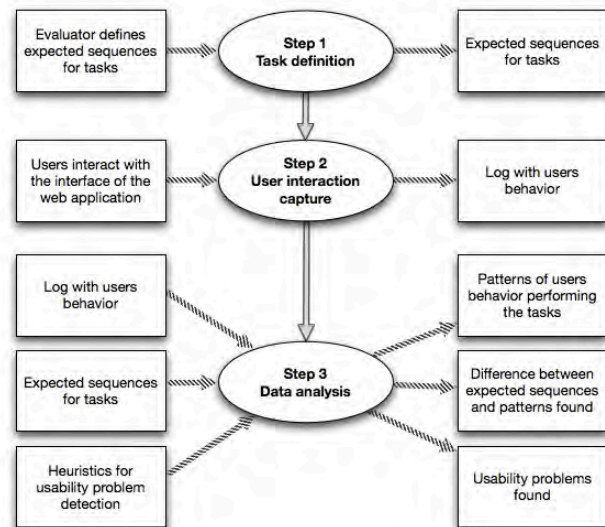 Evaluator defines
expected sequences
for tasks
Step 1
Task definition
Expected sequences
for tasks
Users interact with
the interface of the
web application
Step 2
User interaction
capture
Log with users
behavior
Log with users
behavior
Expected sequences
for tasks
Heuristics for
usability problem
detection
Step 3
Data analysis
Patterns of users
behavior performing
the tasks
Difference between
expected sequences
and patterns found
Usability problems
found